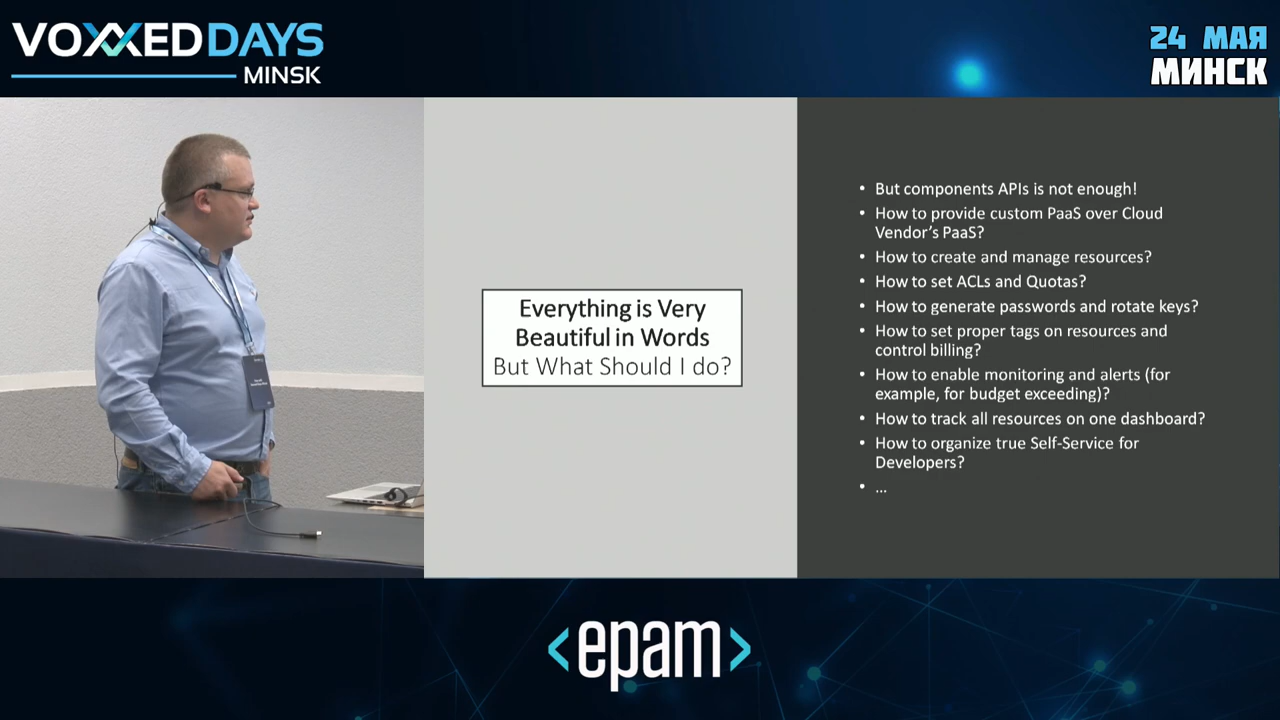 VOXXED DAYS
MINSK
24 МАЯ
МИНСК
Everything is Very
Beautiful in Words
But What Should I do?
• But components APIs is not enough!
• How to provide custom PaaS over Cloud
Vendor's PaaS?
• How to create and manage resources?
• How to set ACLs and Quotas?
• How to generate passwords and rotate keys?
• How to set proper tags on resources and
control billing?
• How to enable monitoring and alerts (for
example, for budget exceeding)?
• How to track all resources on one dashboard?
• How to organize true Self-Service for
Developers?
• ...
<epam>